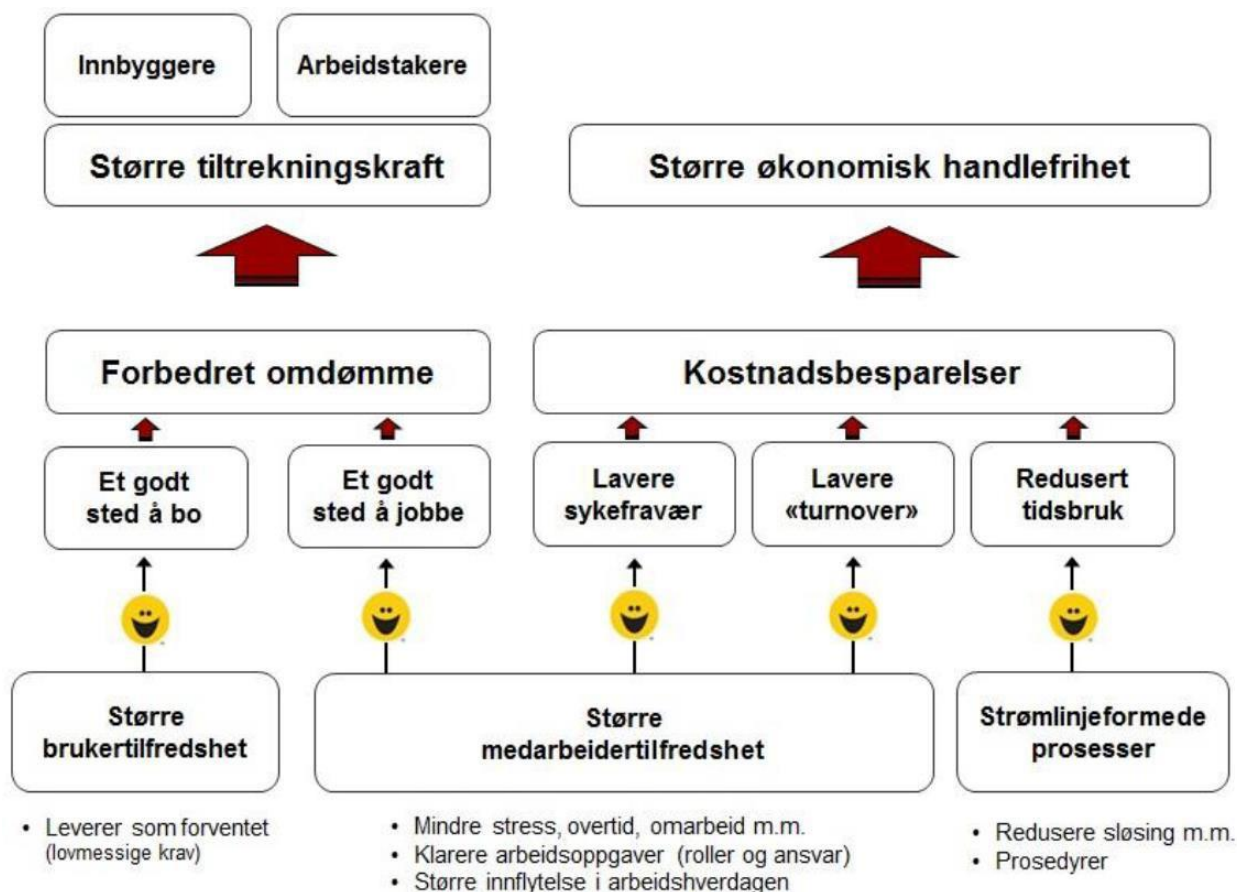 Innbyggere
Arbeidstakere
Større tiltrekningskraft
Større økonomisk handlefrihet
Forbedret omdømme
Kostnadsbesparelser
Et godt
sted å bo
Et godt
sted å jobbe
Lavere
sykefravær
Lavere
«turnover»
Redusert
tidsbruk
Større
brukertilfredshet
Større
medarbeidertilfredshet
Strømlinjeformede
prosesser
• Leverer som forventet
(lovmessige krav)
• Mindre stress, overtid, omarbeid m.m.
• Klarere arbeidsoppgaver (roller og ansvar)
• Større innflytelse i arbeidshverdagen
• Redusere sløsing m.m.
• Prosedyrer